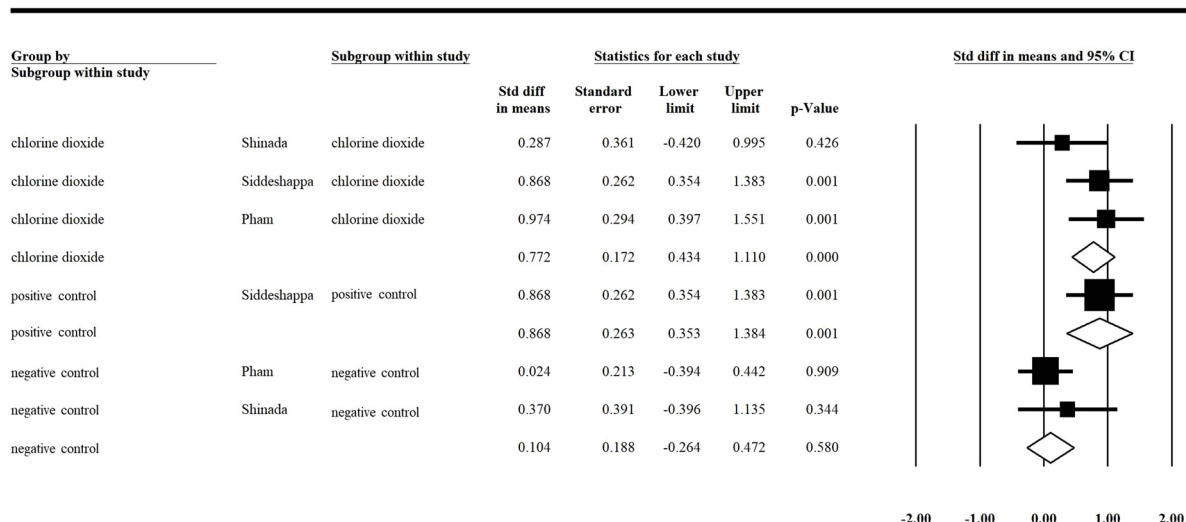 Group by Subgroup within study Statistics for each study Std diff in means and 95% CI
Subgroup within study
Std diff Standard Lower Upper
in means error limit limit p-Value
chlorine dioxide Shinada chlorine dioxide 0.287 0.361 -0.420 0.995 0.426
chlorine dioxide Siddeshappa chlorine dioxide 0.868 0.262 0.354 1.383 0.001
chlorine dioxide Pham chlorine dioxide 0.974 0.294 0.397 1.551 0.001
chlorine dioxide 0.772 0.172 0.434 1.110 0.000
positive control Siddeshappa positive control 0.868 0.262 0.354 1.383 0.001
positive control 0.868 0.263 0.353 1.384 0.001
negative control Pham negative control 0.024 0.213 -0.394 0.442 0.909
negative control Shinada negative control 0.370 0.391 -0.396 1.135 0.344
negative control 0.104 0.188 -0.264 0.472 0.580
-2.00 -1.00 0.00 1.00 2.00